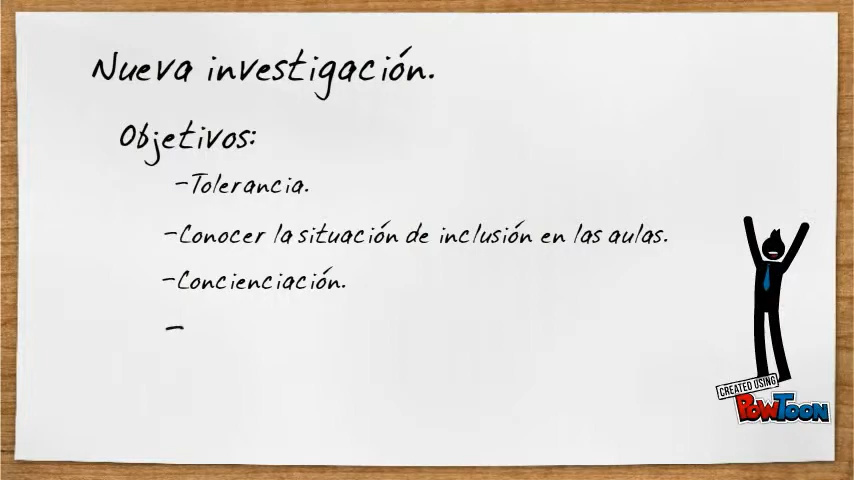 Nueva investigación.
Objetivos:
-Tolerancia.
-Conocer la situación de inclusión en las aulas.
-Concienciación.
-
CREATED USING
POWTOON